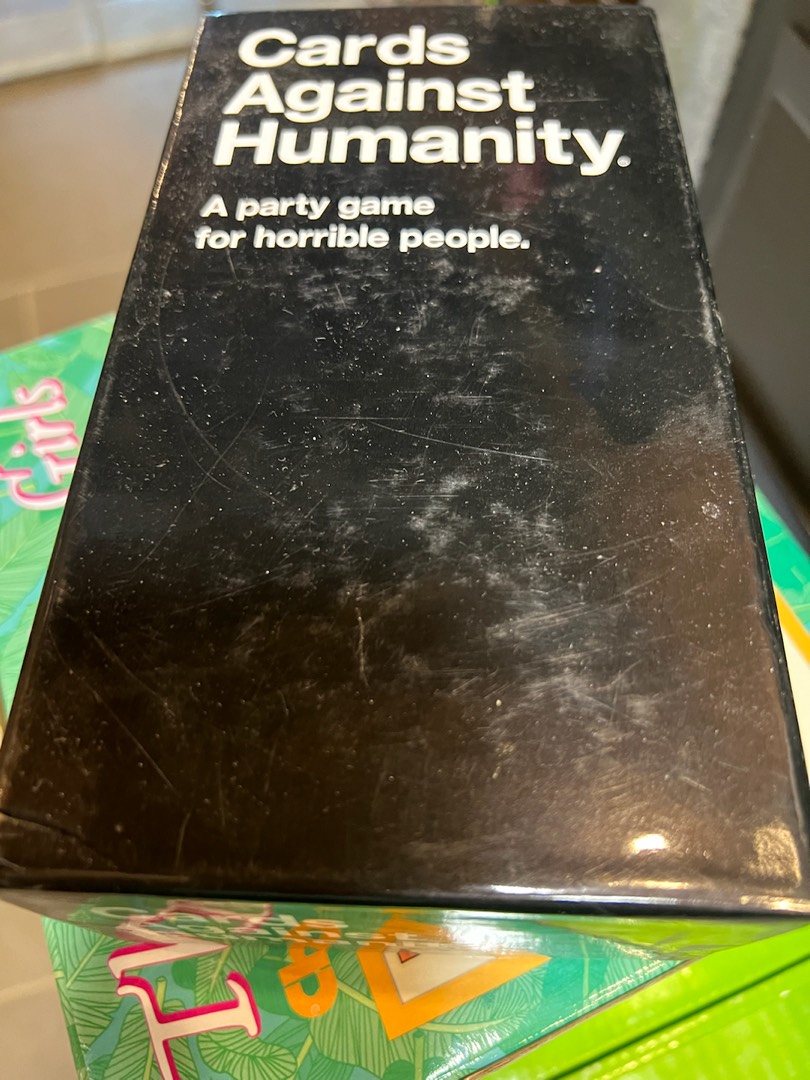 Cards
Against
Humanity.
A party game
for horrible people.
Girls
&